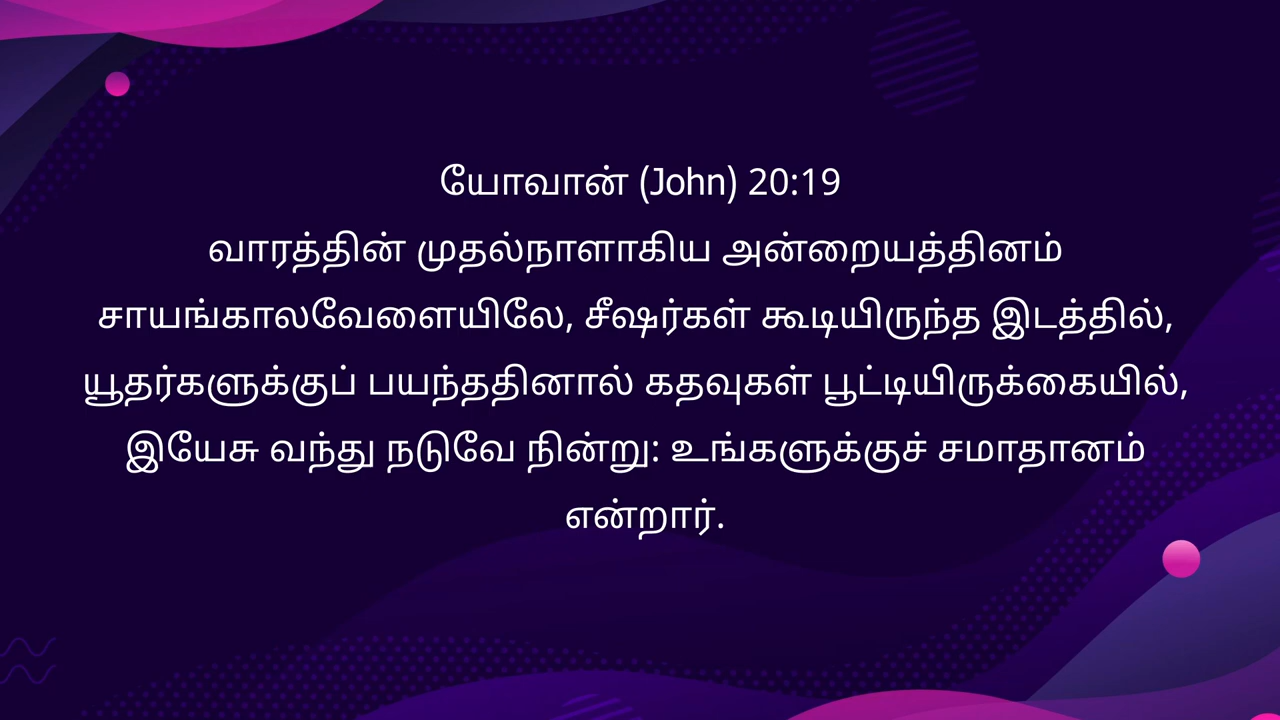 யோவான் (John) 20:19
வாரத்தின் முதல்நாளாகிய அன்றையத்தினம்
சாயங்காலவேளையிலே, சீஷர்கள் கூடியிருந்த இடத்தில்,
யூதர்களுக்குப் பயந்ததினால் கதவுகள் பூட்டியிருக்கையில்,
இயேசு வந்து நடுவே நின்று: உங்களுக்குச் சமாதானம்
என்றார்.